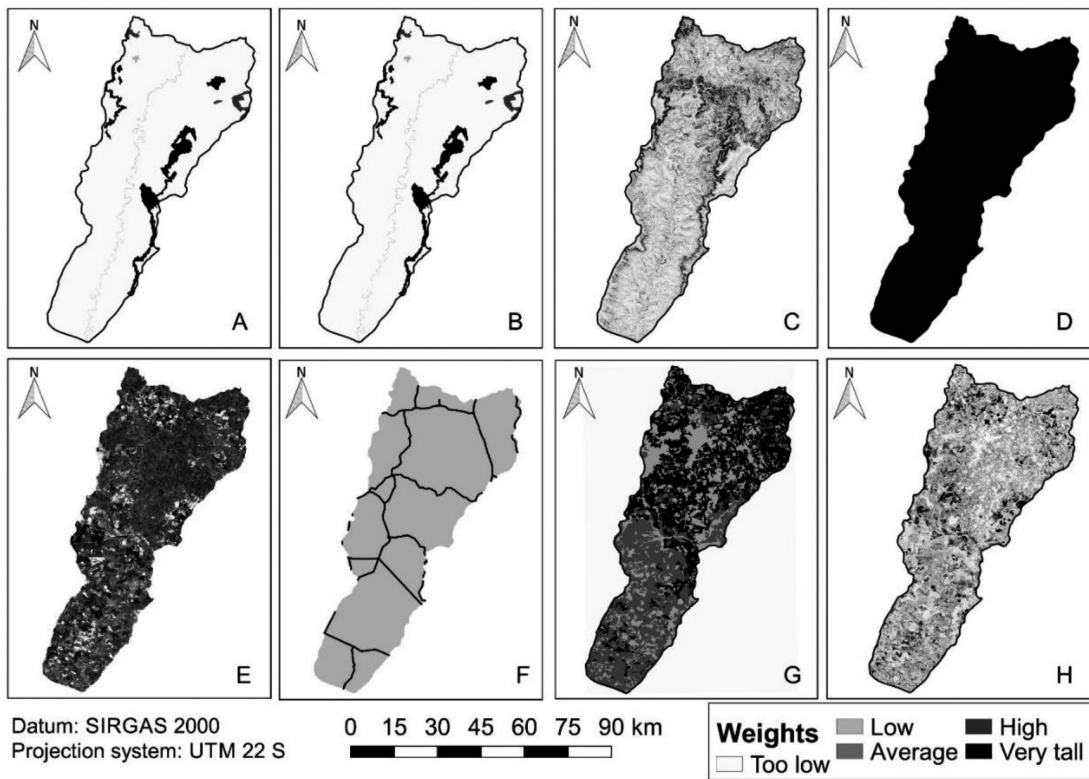 N N N N
A B C D
N N N N
E F G H
Datum: SIRGAS 2000
Projection system: UTM 22 S
0 15 30 45 60 75 90 km
Weights
Too low
Low
Average
High
Very tall